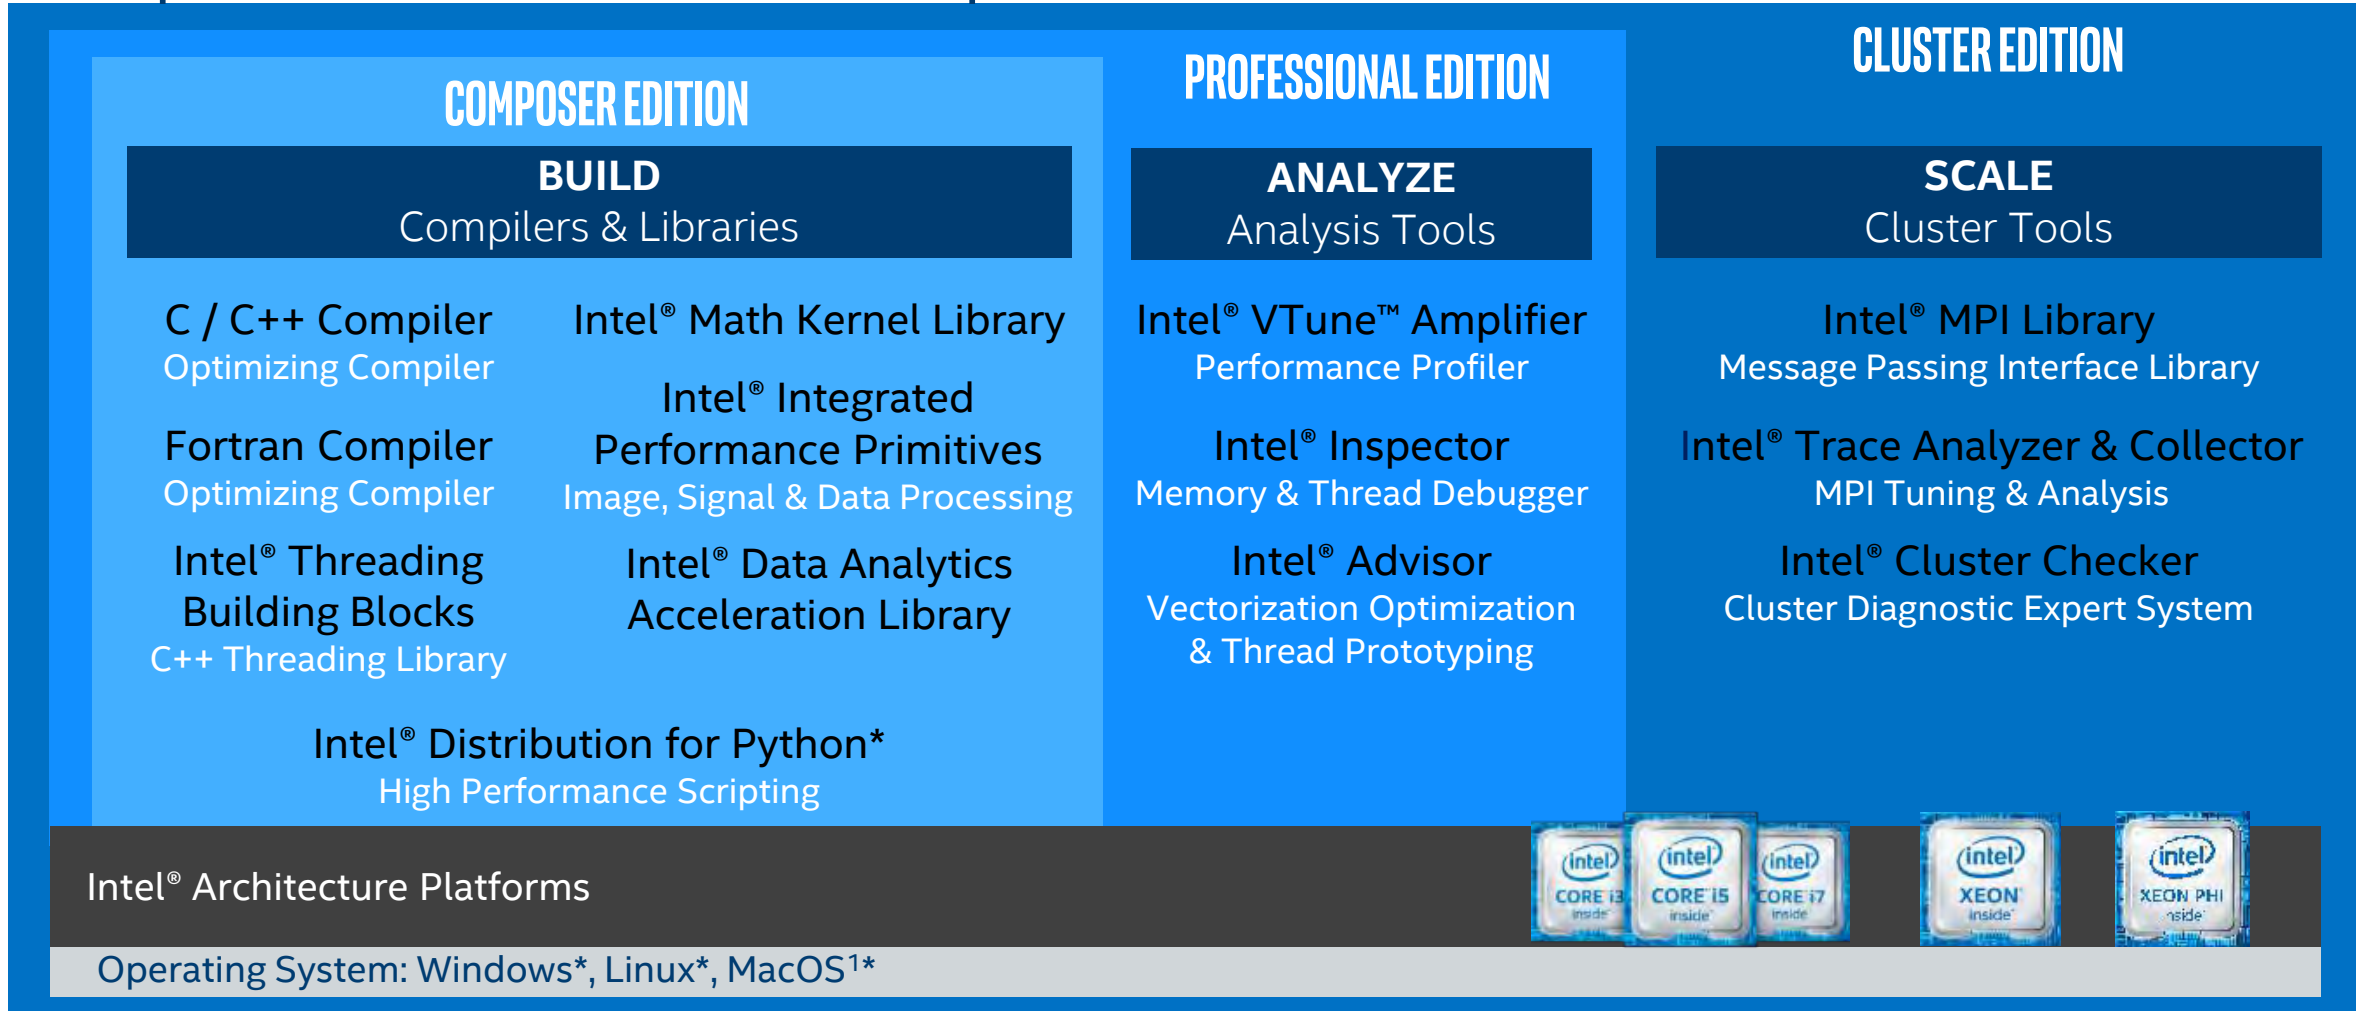 COMPOSER EDITION
BUILD
Compilers & Libraries
C / C++ Compiler
Optimizing Compiler
Fortran Compiler
Optimizing Compiler
Intel® Threading
Building Blocks
C++ Threading Library
Intel® Math Kernel Library
Intel® Integrated
Performance Primitives
Image, Signal & Data Processing
Intel® Data Analytics
Acceleration Library
Intel® Distribution for Python*
High Performance Scripting
PROFESSIONAL EDITION
ANALYZE
Analysis Tools
Intel® VTune™ Amplifier
Performance Profiler
Intel® Inspector
Memory & Thread Debugger
Intel® Advisor
Vectorization Optimization
& Thread Prototyping
CLUSTER EDITION
SCALE
Cluster Tools
Intel® MPI Library
Message Passing Interface Library
Intel® Trace Analyzer & Collector
MPI Tuning & Analysis
Intel® Cluster Checker
Cluster Diagnostic Expert System
Intel® Architecture Platforms
intel
CORE i3
inside
intel
CORE i5
inside
intel
CORE i7
inside
intel
XEON
inside
intel
XEON PHI
inside
Operating System: Windows*, Linux*, MacOS¹*